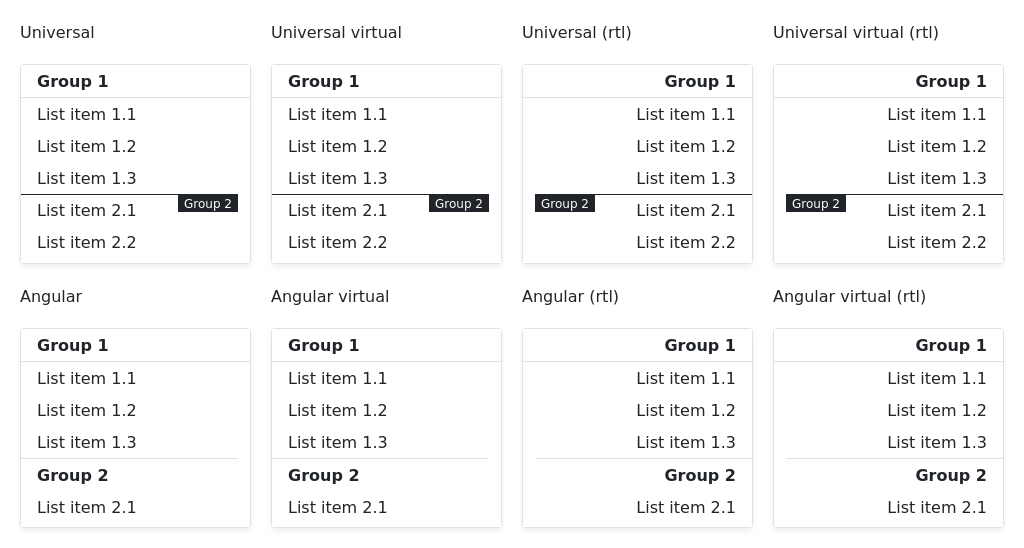 Universal
Group 1
List item 1.1
List item 1.2
List item 1.3
Group 2
List item 2.1
List item 2.2
Universal virtual
Group 1
List item 1.1
List item 1.2
List item 1.3
Group 2
List item 2.1
List item 2.2
Universal (rtl)
Group 1
List item 1.1
List item 1.2
List item 1.3
Group 2
List item 2.1
List item 2.2
Universal virtual (rtl)
Group 1
List item 1.1
List item 1.2
List item 1.3
Group 2
List item 2.1
List item 2.2
Angular
Group 1
List item 1.1
List item 1.2
List item 1.3
Group 2
List item 2.1
Angular virtual
Group 1
List item 1.1
List item 1.2
List item 1.3
Group 2
List item 2.1
Angular (rtl)
Group 1
List item 1.1
List item 1.2
List item 1.3
Group 2
List item 2.1
Angular virtual (rtl)
Group 1
List item 1.1
List item 1.2
List item 1.3
Group 2
List item 2.1